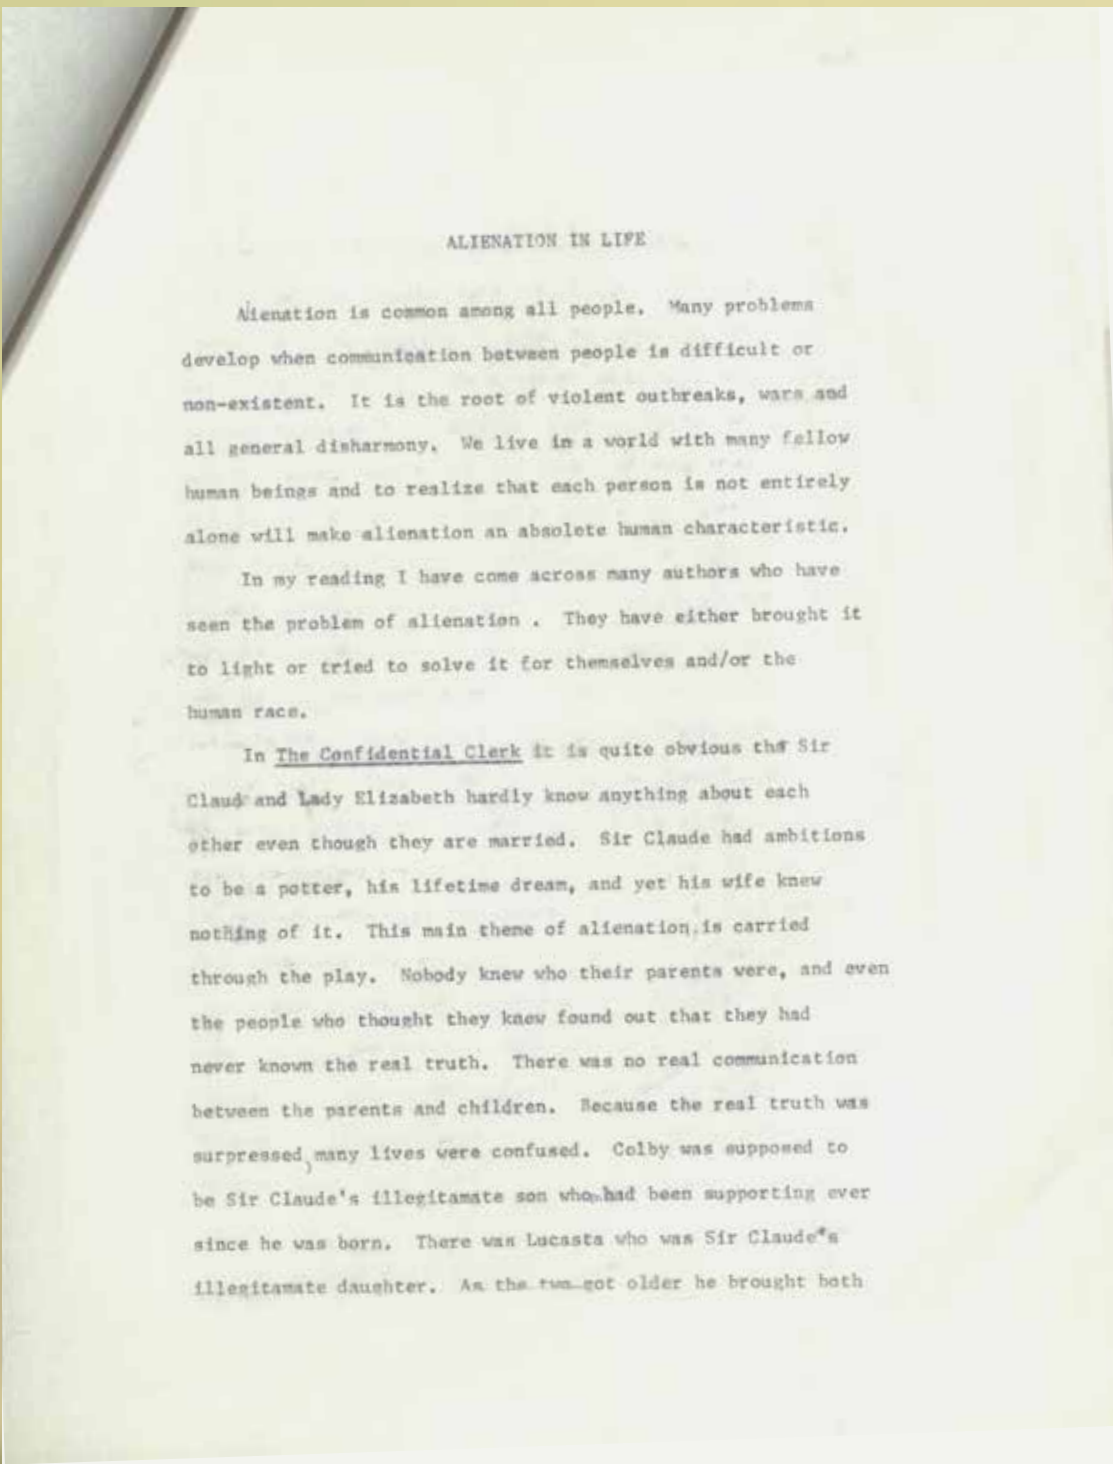 ALIENATION IN LIFE
Alienation is common among all people. Many problems
develop when communication between people is difficult or
non-existent. It is the root of violent outbreaks, wars and
all general disharmony. We live in a world with many fellow
human beings and to realize that each person is not entirely
alone will make alienation an absolete human characteristic.
In my reading I have come across many authors who have
seen the problem of alienation . They have either brought it
to light or tried to solve it for themselves and/or the
human race.
In The Confidential Clerk it is quite obvious that Sir
Claud and Lady Elizabeth hardly know anything about each
other even though they are married. Sir Claude had ambitions
to be a potter, his lifetime dream, and yet his wife knew
nothing of it. This main theme of alienation is carried
through the play. Nobody knew who their parents were, and even
the people who thought they knew found out that they had
never known the real truth. There was no real communication
between the parents and children. Because the real truth was
surpressed, many lives were confused. Colby was supposed to
be Sir Claude's illegitamate son who had been supporting ever
since he was born. There was Lucasta who was Sir Claude's
illegitamate daughter. As the two got older he brought both